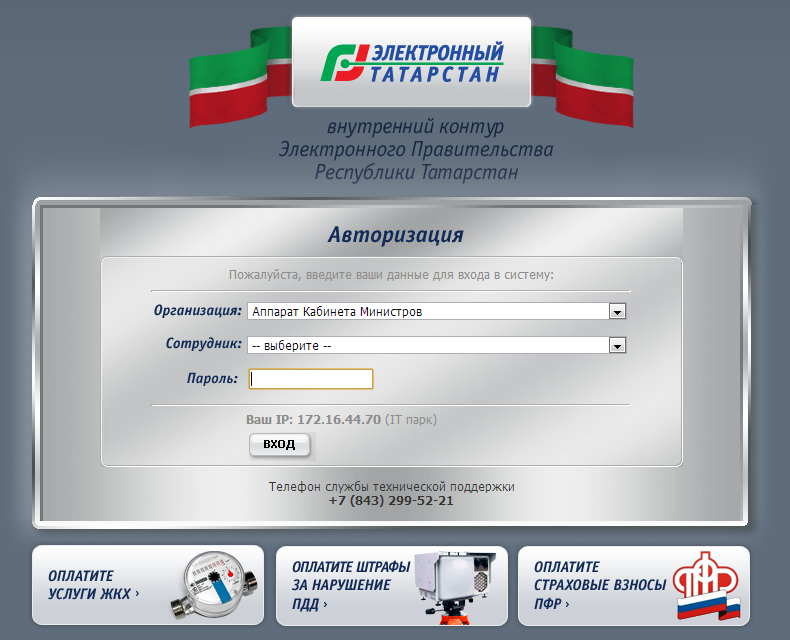 ЭЛЕКТРОННЫЙ
ТАТАРСТАН
внутренний контур
Электронного Правительства
Республики Татарстан
Авторизация
Пожалуйста, введите ваши данные для входа в систему:
Организация: Аппарат Кабинета Министров
Сотрудник: -- выберите --
Пароль:
Ваш IP: 172.16.44.70 (IT парк)
ВХОД
Телефон службы технической поддержки
+7 (843) 299-52-21
ОПЛАТИТЕ
УСЛУГИ ЖКХ ›
ОПЛАТИТЕ ШТРАФЫ
ЗА НАРУШЕНИЕ
ПДД ›
ОПЛАТИТЕ
СТРАХОВЫЕ ВЗНОСЫ
ПФР ›